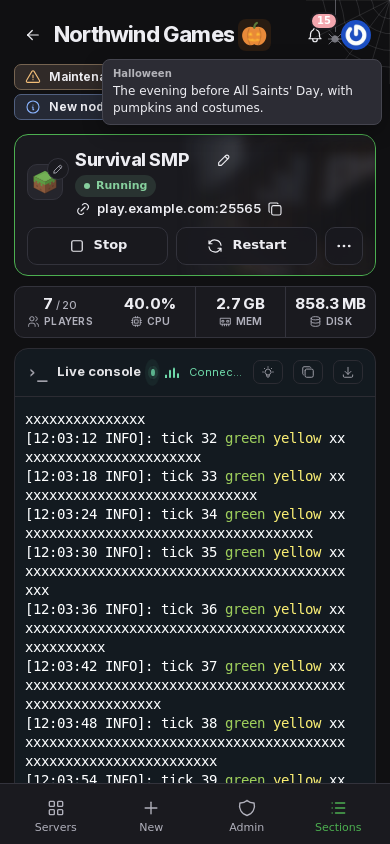 Northwind Games
15
Maintena
New nod
Halloween
The evening before All Saints' Day, with
pumpkins and costumes.
Survival SMP
Running
play.example.com:25565
Stop
Restart
7 / 20
PLAYERS
40.0%
CPU
2.7 GB
MEM
858.3 MB
DISK
Live console
Connec...
xxxxxxxxxxxxxxx
[12:03:12 INFO]: tick 32 green yellow xx
xxxxxxxxxxxxxxxxxxxxxx
[12:03:18 INFO]: tick 33 green yellow xx
xxxxxxxxxxxxxxxxxxxxxxxxxxxxx
[12:03:24 INFO]: tick 34 green yellow xx
xxxxxxxxxxxxxxxxxxxxxxxxxxxxxxxxxxxx
[12:03:30 INFO]: tick 35 green yellow xx
xxxxxxxxxxxxxxxxxxxxxxxxxxxxxxxxxxxxxxxx
xxx
[12:03:36 INFO]: tick 36 green yellow xx
xxxxxxxxxxxxxxxxxxxxxxxxxxxxxxxxxxxxxxxx
xxxxxxxxxx
[12:03:42 INFO]: tick 37 green yellow xx
xxxxxxxxxxxxxxxxxxxxxxxxxxxxxxxxxxxxxxxx
xxxxxxxxxxxxxxxxx
[12:03:48 INFO]: tick 38 green yellow xx
xxxxxxxxxxxxxxxxxxxxxxxxxxxxxxxxxxxxxxxx
xxxxxxxxxxxxxxxxxxxxxxxx
[12:03:54 INFO]: tick 39 green yellow xx
Servers
New
Admin
Sections